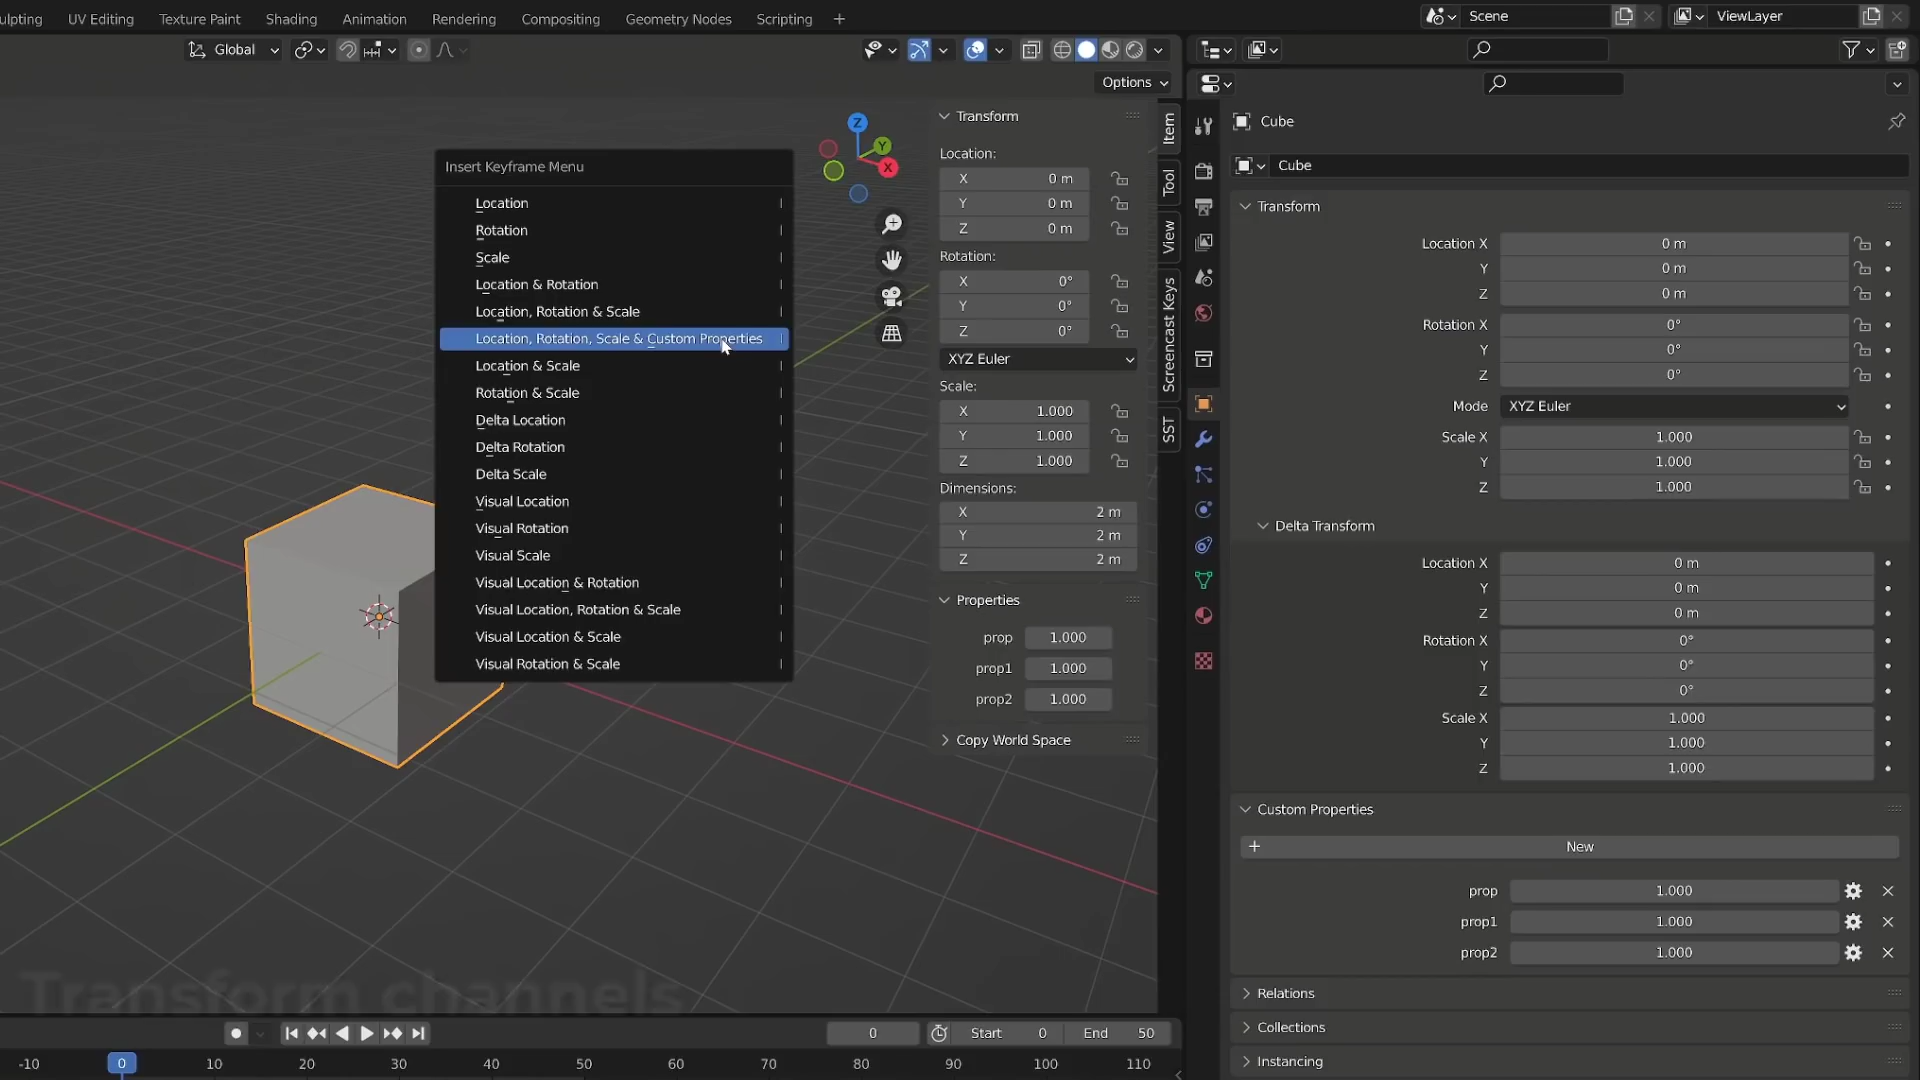 ulpting UV Editing Texture Paint Shading Animation Rendering Compositing Geometry Nodes Scripting +
Scene
ViewLayer
Global
Options
Insert Keyframe Menu
Location
Rotation
Scale
Location & Rotation
Location, Rotation & Scale
Location, Rotation, Scale & Custom Properties
Location & Scale
Rotation & Scale
Delta Location
Delta Rotation
Delta Scale
Visual Location
Visual Rotation
Visual Scale
Visual Location & Rotation
Visual Location, Rotation & Scale
Visual Location & Scale
Visual Rotation & Scale
Z
Y
X
Transform
Location:
X 0 m
Y 0 m
Z 0 m
Rotation:
X 0°
Y 0°
Z 0°
XYZ Euler
Scale:
X 1.000
Y 1.000
Z 1.000
Dimensions:
X 2 m
Y 2 m
Z 2 m
Properties
prop 1.000
prop1 1.000
prop2 1.000
Copy World Space
Item
Tool
View
Screencast Keys
SST
Cube
Cube
Transform
Location X 0 m
Y 0 m
Z 0 m
Rotation X 0°
Y 0°
Z 0°
Mode XYZ Euler
Scale X 1.000
Y 1.000
Z 1.000
Delta Transform
Location X 0 m
Y 0 m
Z 0 m
Rotation X 0°
Y 0°
Z 0°
Scale X 1.000
Y 1.000
Z 1.000
Custom Properties
+ New
prop 1.000
prop1 1.000
prop2 1.000
Relations
Collections
Instancing
Transform channels
0 Start 0 End 50
-10 0 10 20 30 40 50 60 70 80 90 100 110